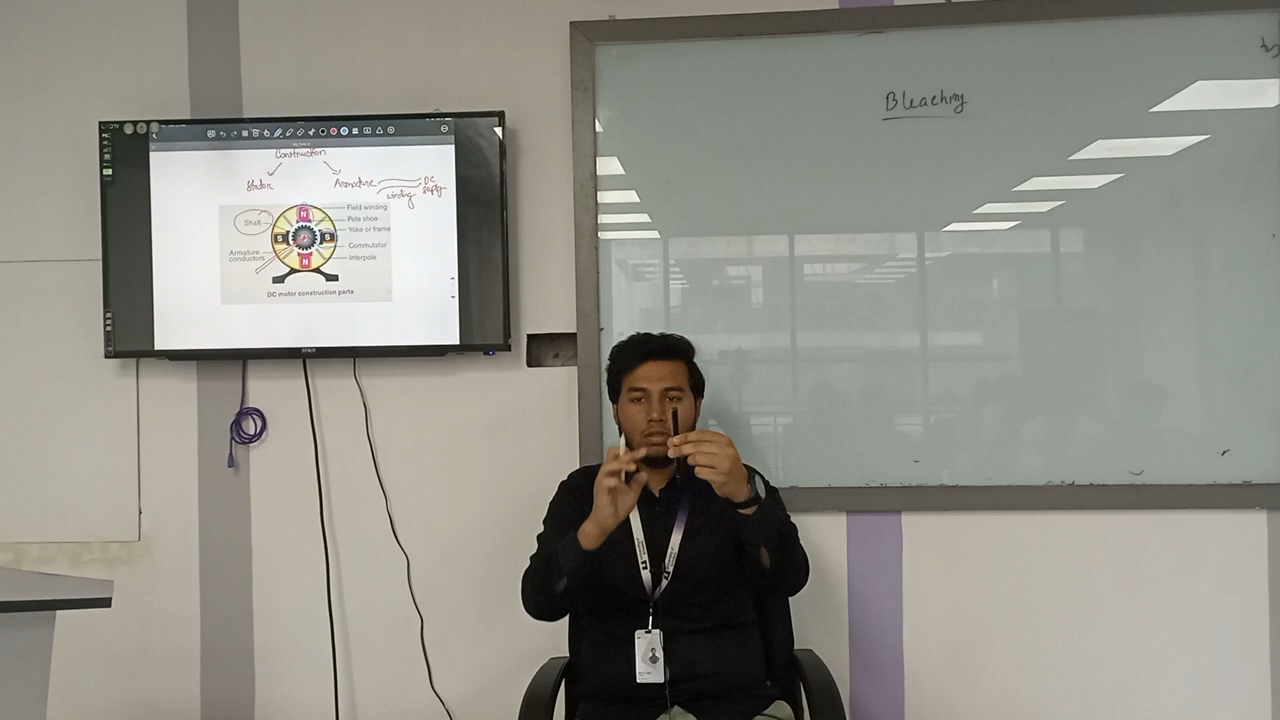 Construction
Stator
Armature
winding
DC
Supply
Shaft
Armature
conductors
Field winding
Pole shoe
Yoke or frame
Commutator
Interpole
N
S
S
N
DC motor construction parts
Bleaching